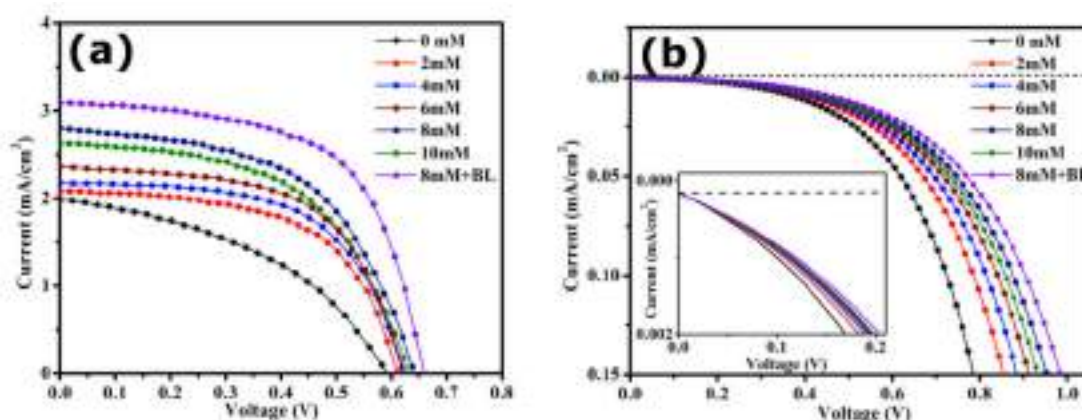 (a)
0 mM
2mM
4mM
6mM
8mM
10mM
8mM+BL
4
3
2
1
0
0.0 0.1 0.2 0.3 0.4 0.5 0.6 0.7 0.8
Voltage (V)
Current (mA/cm²)
(b)
0 mM
2mM
4mM
6mM
8mM
10mM
8mM+BL
0.00
0.05
0.10
0.15
0.0 0.2 0.4 0.6 0.8 1.0
Voltage (V)
Current (mA/cm²)
0.000
0.002
0.0 0.1 0.2
Voltage (V)
Current (mA/cm²)